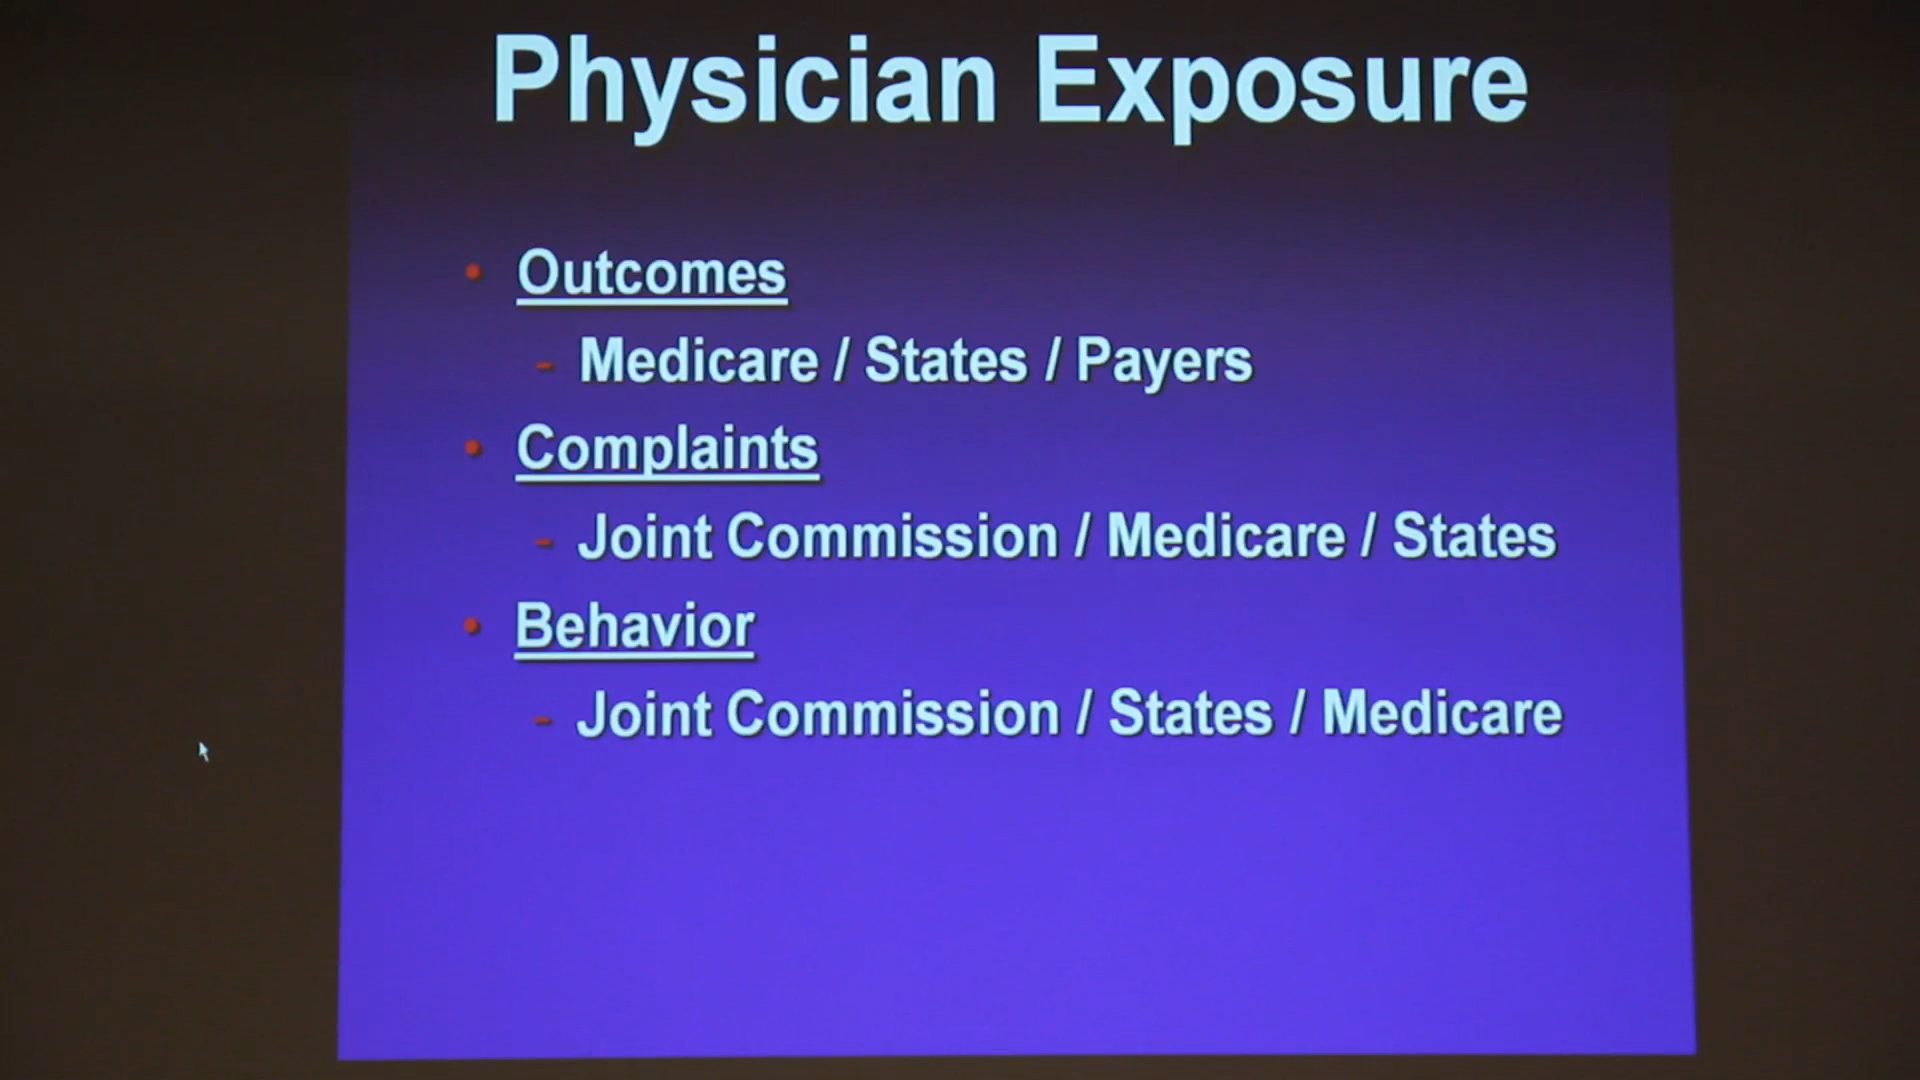 Physician Exposure
• Outcomes
- Medicare / States / Payers
• Complaints
- Joint Commission / Medicare / States
• Behavior
- Joint Commission / States / Medicare